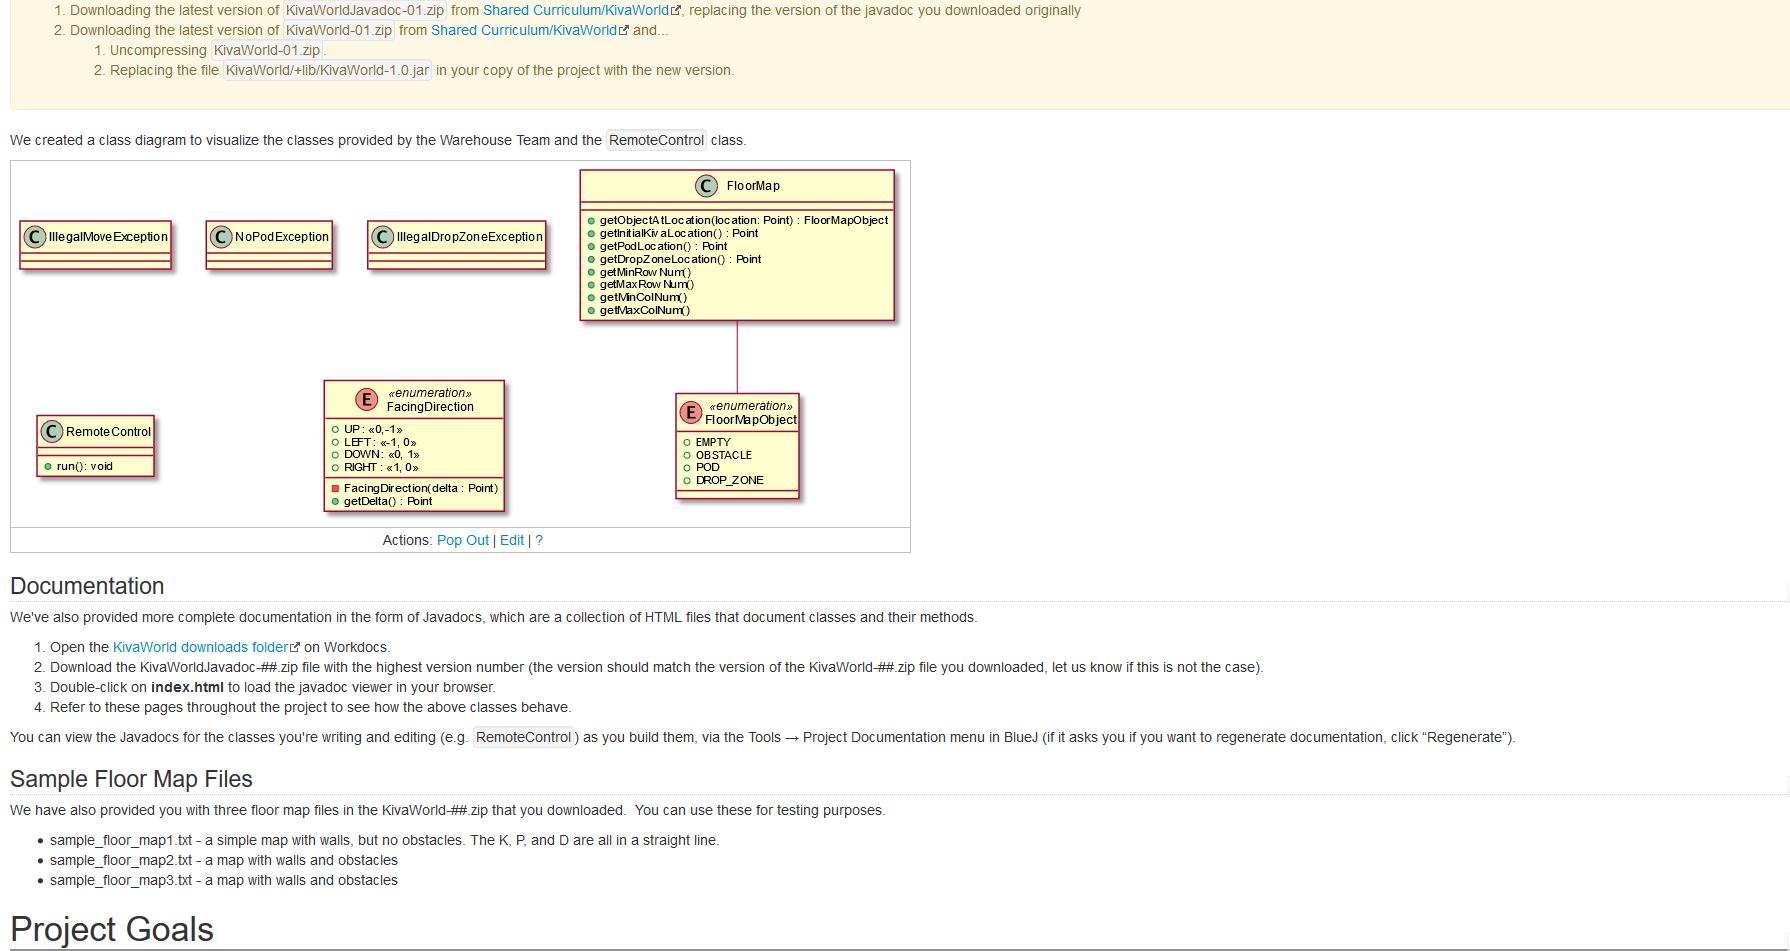 1. Downloading the latest version of KivaWorldJavadoc-01.zip from Shared Curriculum/KivaWorld, replacing the version of the javadoc you downloaded originally
2. Downloading the latest version of KivaWorld-01.zip from Shared Curriculum/KivaWorld and...
1. Uncompressing KivaWorld-01.zip.
2. Replacing the file KivaWorld/+lib/KivaWorld-1.0.jar in your copy of the project with the new version.
We created a class diagram to visualize the classes provided by the Warehouse Team and the RemoteControl class.
C IllegalMoveException
C NoPodException
C IllegalDropZoneException
C FloorMap
getObjectAtLocation(location: Point) : FloorMapObject
getInitialKivaLocation() : Point
getPodLocation() : Point
getDropZoneLocation() : Point
getMinRowNum()
getMaxRowNum()
getMinColNum()
getMaxColNum()
C RemoteControl
run(): void
E «enumeration»
FacingDirection
UP : «0,-1»
LEFT : «-1, 0»
DOWN : «0, 1»
RIGHT : «1, 0»
FacingDirection(delta : Point)
getDelta() : Point
E «enumeration»
FloorMapObject
EMPTY
OBSTACLE
POD
DROP_ZONE
Actions: Pop Out | Edit | ?
Documentation
We've also provided more complete documentation in the form of Javadocs, which are a collection of HTML files that document classes and their methods.
1. Open the KivaWorld downloads folder on Workdocs.
2. Download the KivaWorldJavadoc-##.zip file with the highest version number (the version should match the version of the KivaWorld-##.zip file you downloaded, let us know if this is not the case).
3. Double-click on index.html to load the javadoc viewer in your browser.
4. Refer to these pages throughout the project to see how the above classes behave.
You can view the Javadocs for the classes you're writing and editing (e.g. RemoteControl) as you build them, via the Tools → Project Documentation menu in BlueJ (if it asks you if you want to regenerate documentation, click “Regenerate”).
Sample Floor Map Files
We have also provided you with three floor map files in the KivaWorld-##.zip that you downloaded.  You can use these for testing purposes.
• sample_floor_map1.txt - a simple map with walls, but no obstacles. The K, P, and D are all in a straight line.
• sample_floor_map2.txt - a map with walls and obstacles
• sample_floor_map3.txt - a map with walls and obstacles
Project Goals